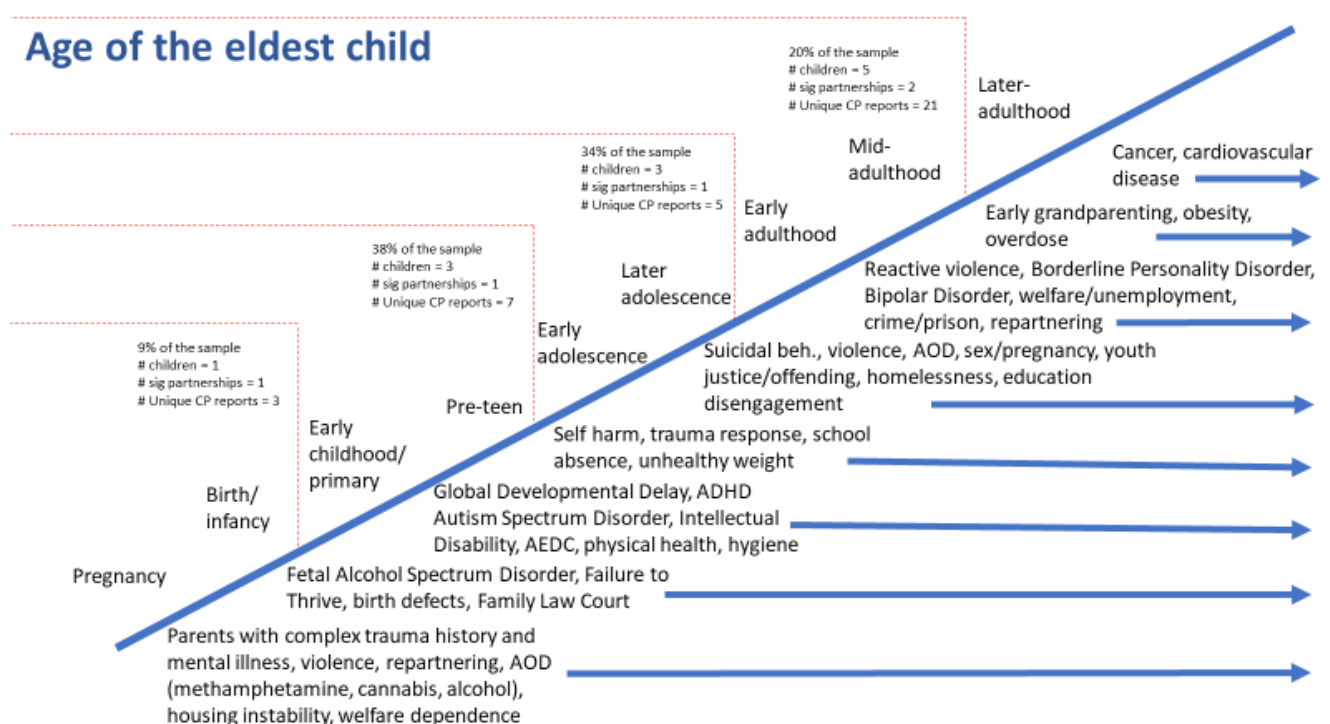 Age of the eldest child
20% of the sample
# children = 5
# sig partnerships = 2
# Unique CP reports = 21
Later-
adulthood
Mid-
adulthood
34% of the sample
# children = 3
# sig partnerships = 1
# Unique CP reports = 5
Early
adulthood
38% of the sample
# children = 3
# sig partnerships = 1
# Unique CP reports = 7
Later
adolescence
Early
adolescence
9% of the sample
# children = 1
# sig partnerships = 1
# Unique CP reports = 3
Pre-teen
Early
childhood/
primary
Birth/
infancy
Pregnancy
Cancer, cardiovascular
disease
Early grandparenting, obesity,
overdose
Reactive violence, Borderline Personality Disorder,
Bipolar Disorder, welfare/unemployment,
crime/prison, repartnering
Suicidal beh., violence, AOD, sex/pregnancy, youth
justice/offending, homelessness, education
disengagement
Self harm, trauma response, school
absence, unhealthy weight
Global Developmental Delay, ADHD
Autism Spectrum Disorder, Intellectual
Disability, AEDC, physical health, hygiene
Fetal Alcohol Spectrum Disorder, Failure to
Thrive, birth defects, Family Law Court
Parents with complex trauma history and
mental illness, violence, repartnering, AOD
(methamphetamine, cannabis, alcohol),
housing instability, welfare dependence